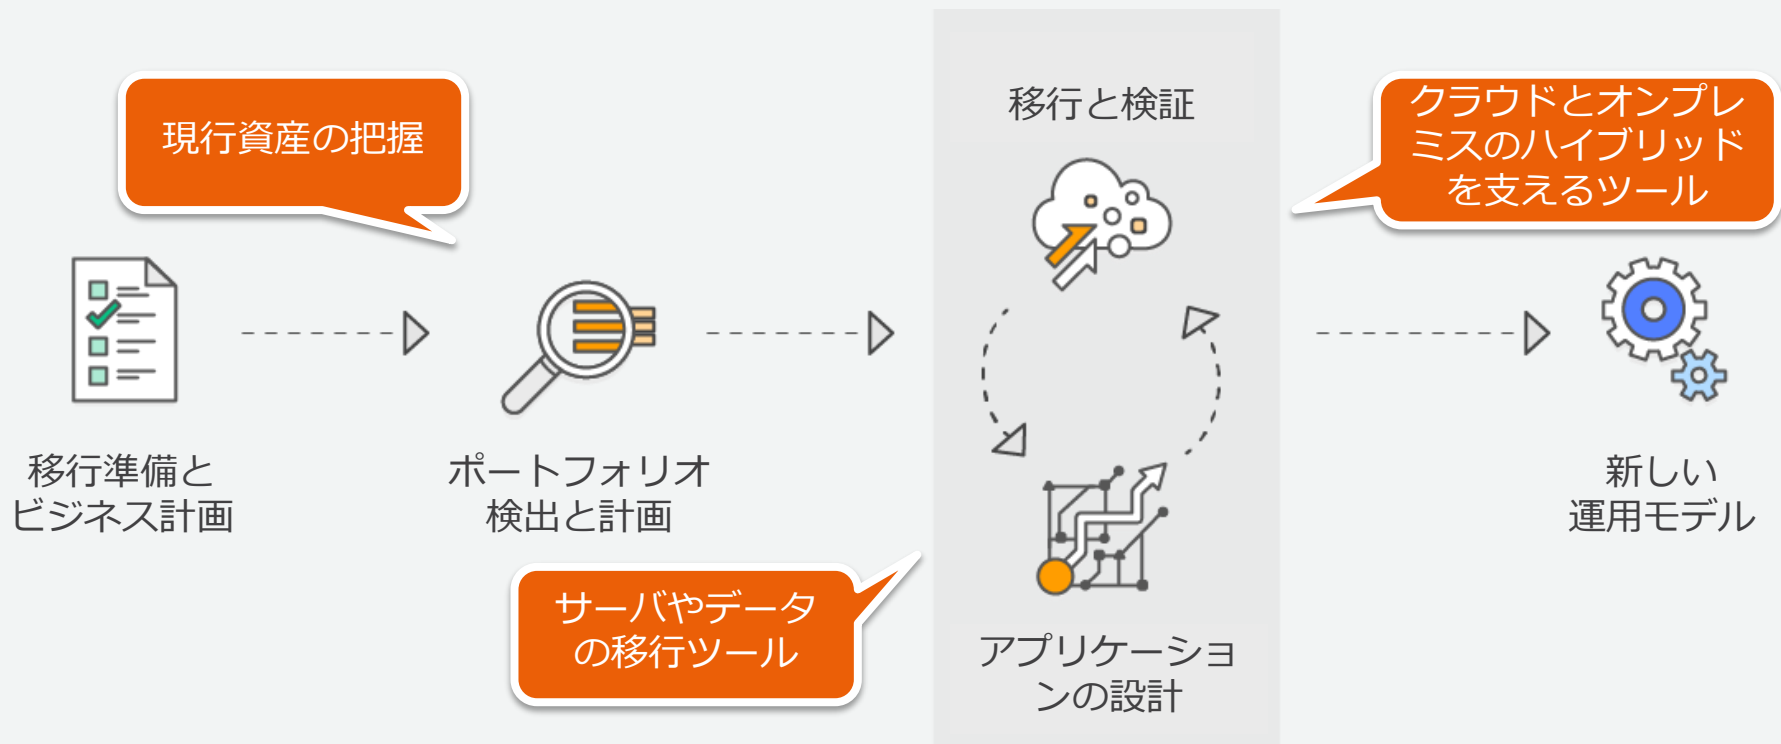 現行資産の把握
移行準備と
ビジネス計画
ポートフォリオ
検出と計画
サーバやデータ
の移行ツール
移行と検証
アプリケーショ
ンの設計
クラウドとオンプレ
ミスのハイブリッド
を支えるツール
新しい
運用モデル